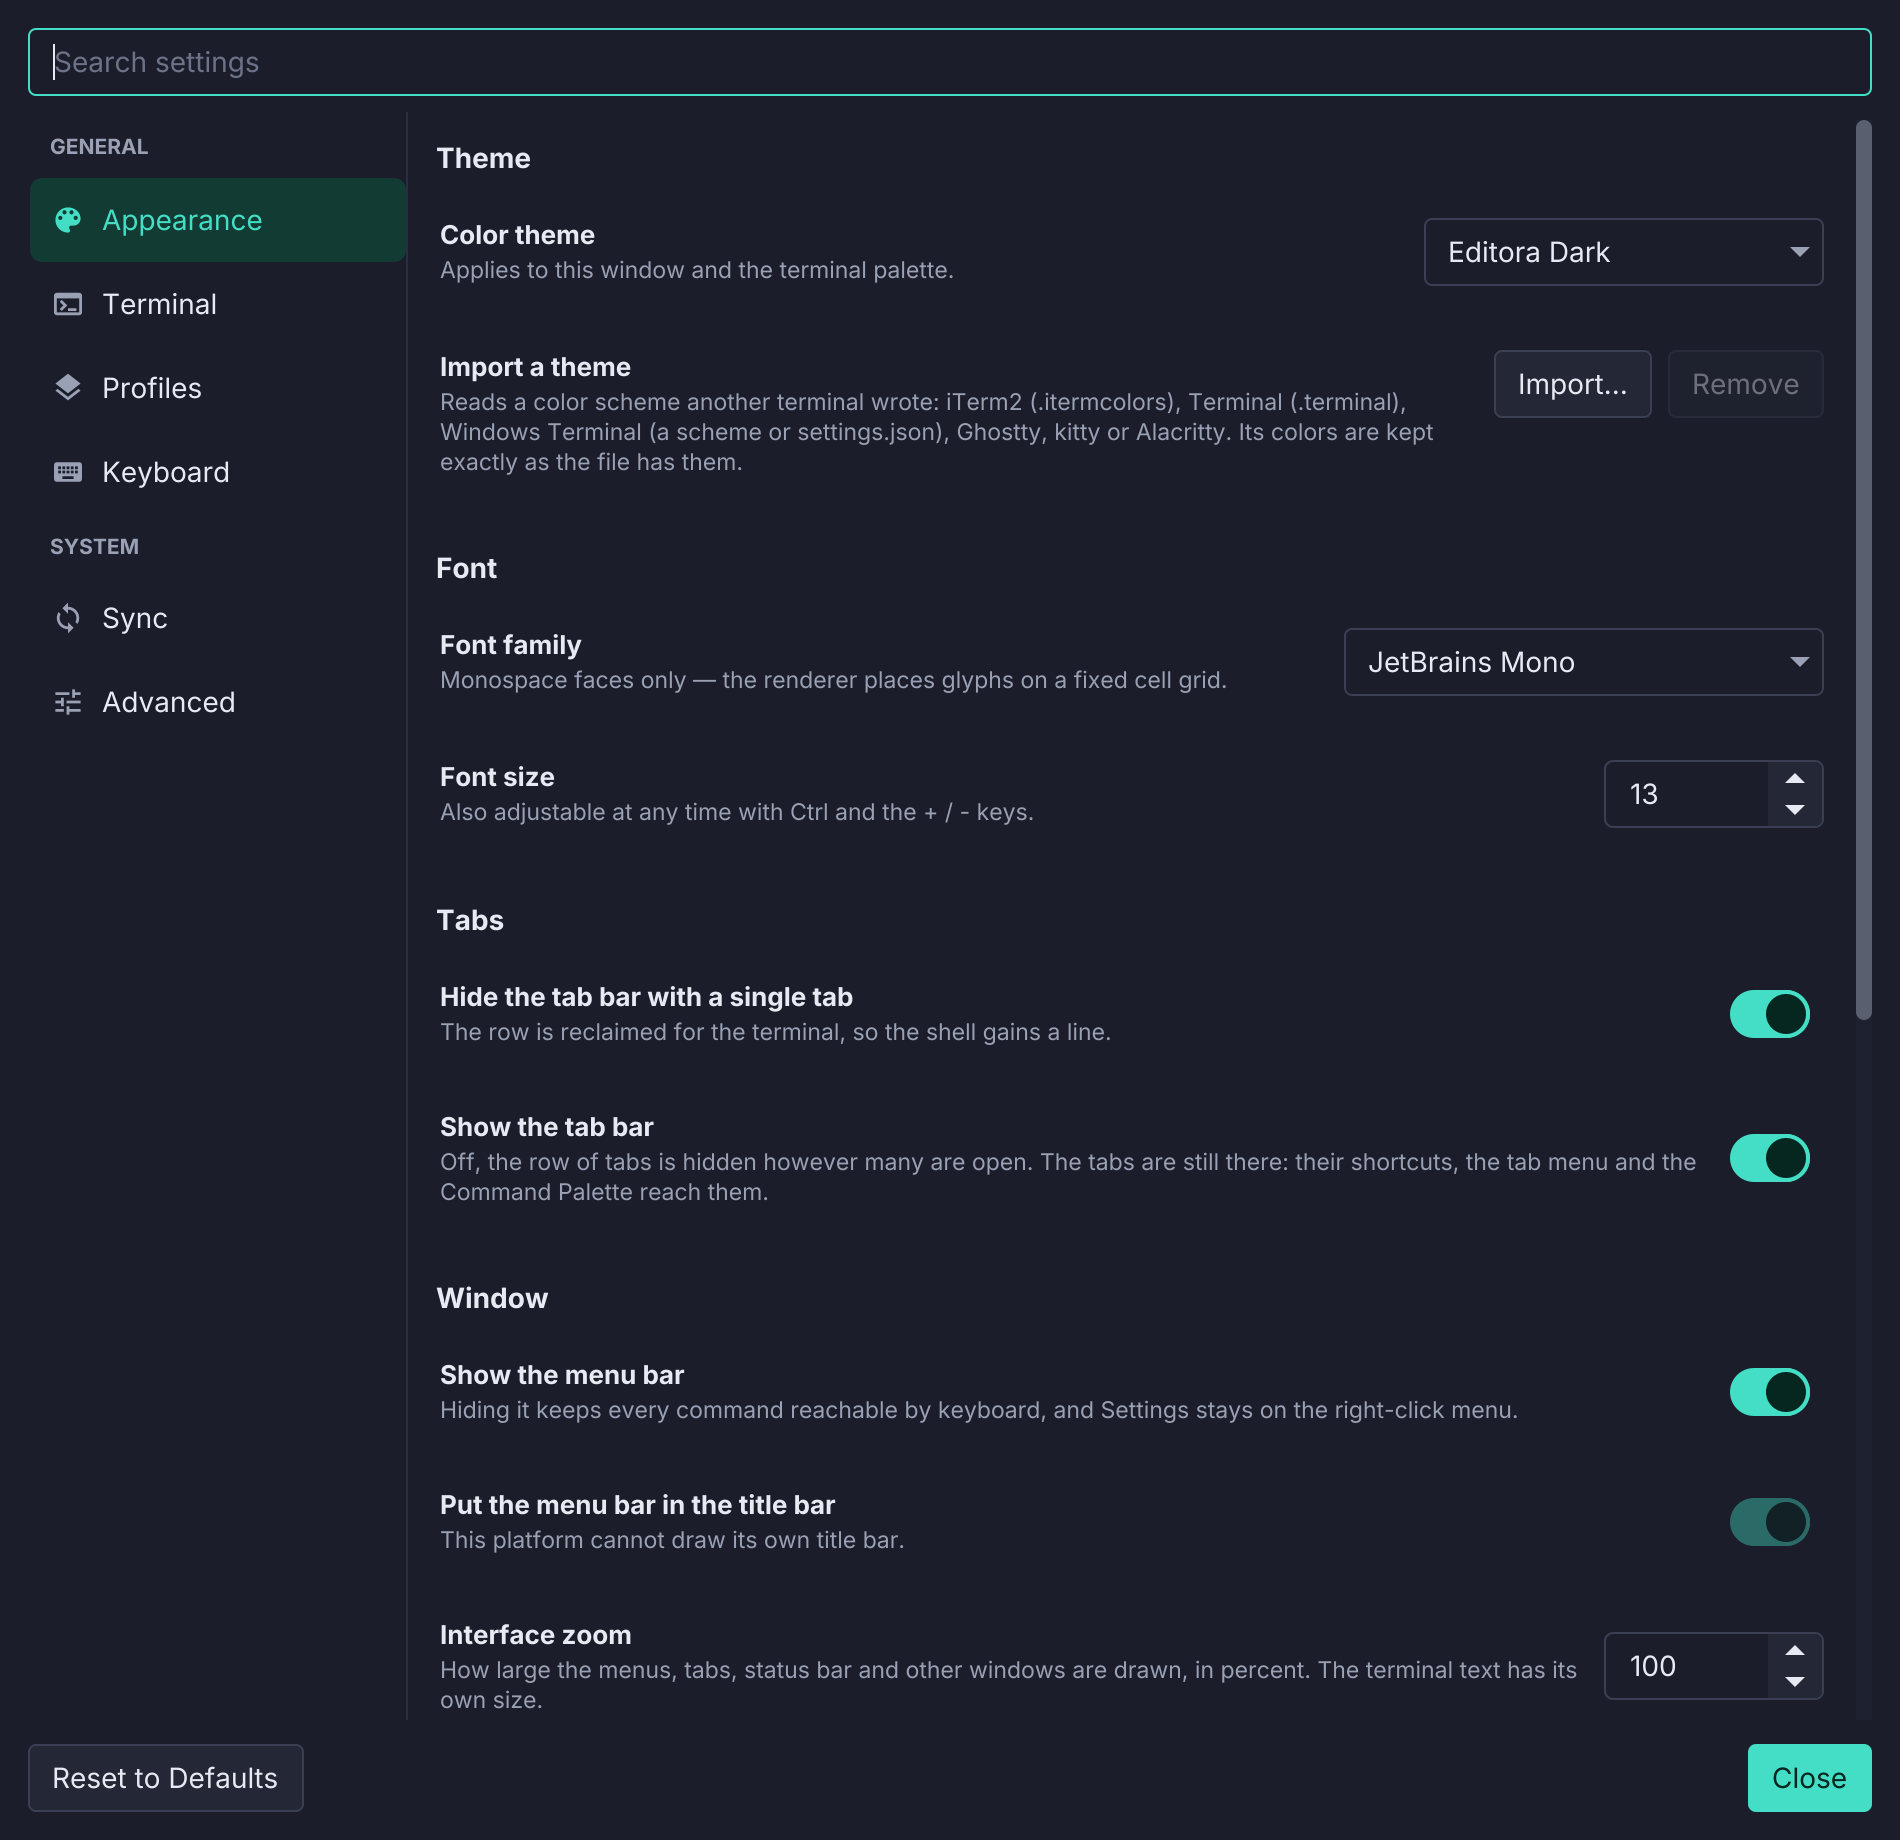 Search settings
GENERAL
Appearance
Terminal
Profiles
Keyboard
SYSTEM
Sync
Advanced
Theme
Color theme
Applies to this window and the terminal palette.
Editora Dark
Import a theme
Reads a color scheme another terminal wrote: iTerm2 (.itermcolors), Terminal (.terminal),
Windows Terminal (a scheme or settings.json), Ghostty, kitty or Alacritty. Its colors are kept
exactly as the file has them.
Import...
Remove
Font
Font family
Monospace faces only — the renderer places glyphs on a fixed cell grid.
JetBrains Mono
Font size
Also adjustable at any time with Ctrl and the + / - keys.
13
Tabs
Hide the tab bar with a single tab
The row is reclaimed for the terminal, so the shell gains a line.
Show the tab bar
Off, the row of tabs is hidden however many are open. The tabs are still there: their shortcuts, the tab menu and the
Command Palette reach them.
Window
Show the menu bar
Hiding it keeps every command reachable by keyboard, and Settings stays on the right-click menu.
Put the menu bar in the title bar
This platform cannot draw its own title bar.
Interface zoom
How large the menus, tabs, status bar and other windows are drawn, in percent. The terminal text has its
own size.
100
Reset to Defaults
Close